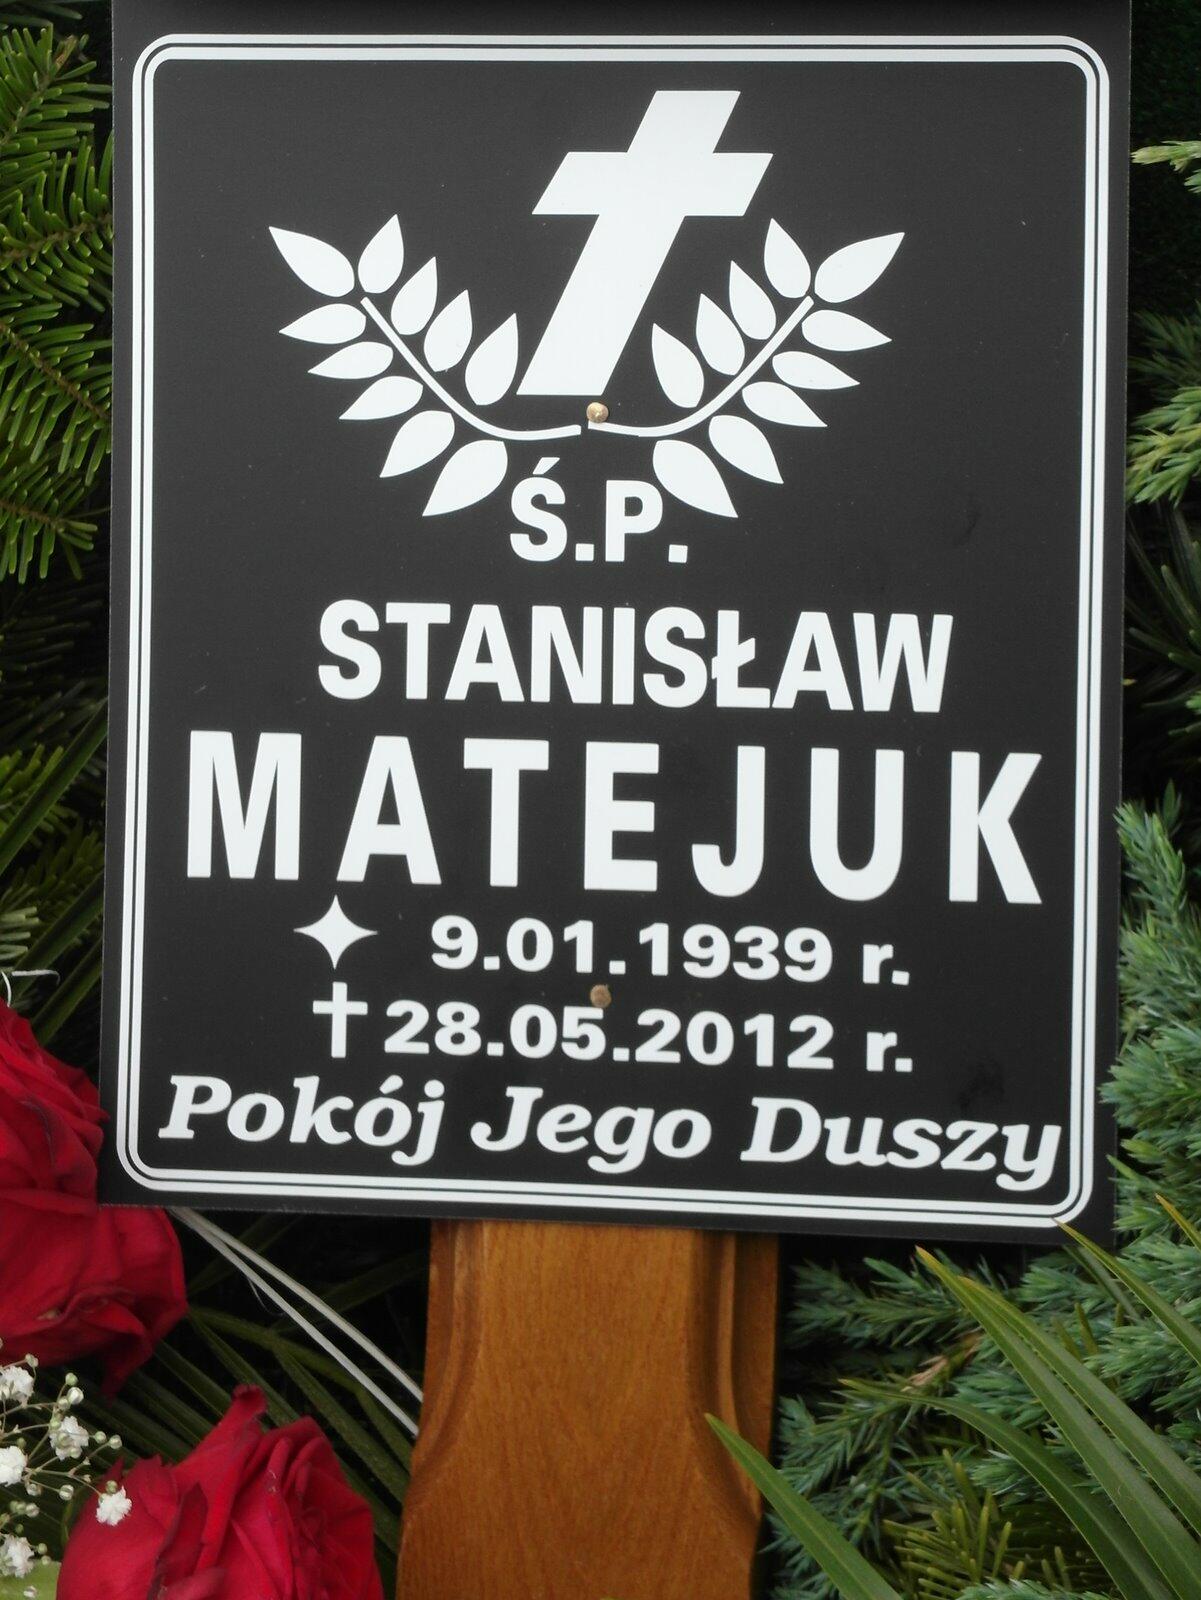 Ś.P.
STANISŁAW
MATEJUK
9.01.1939 r.
†28.05.2012 r.
Pokój Jego Duszy